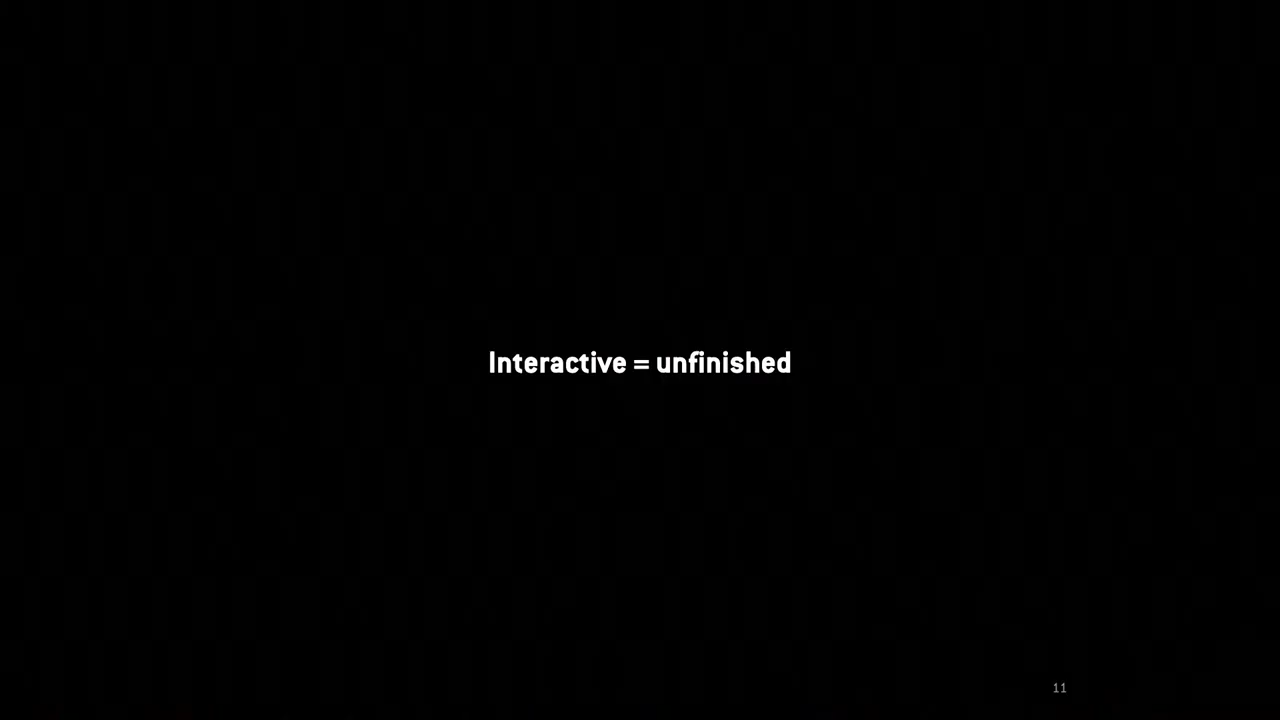 Interactive = unfinished
11